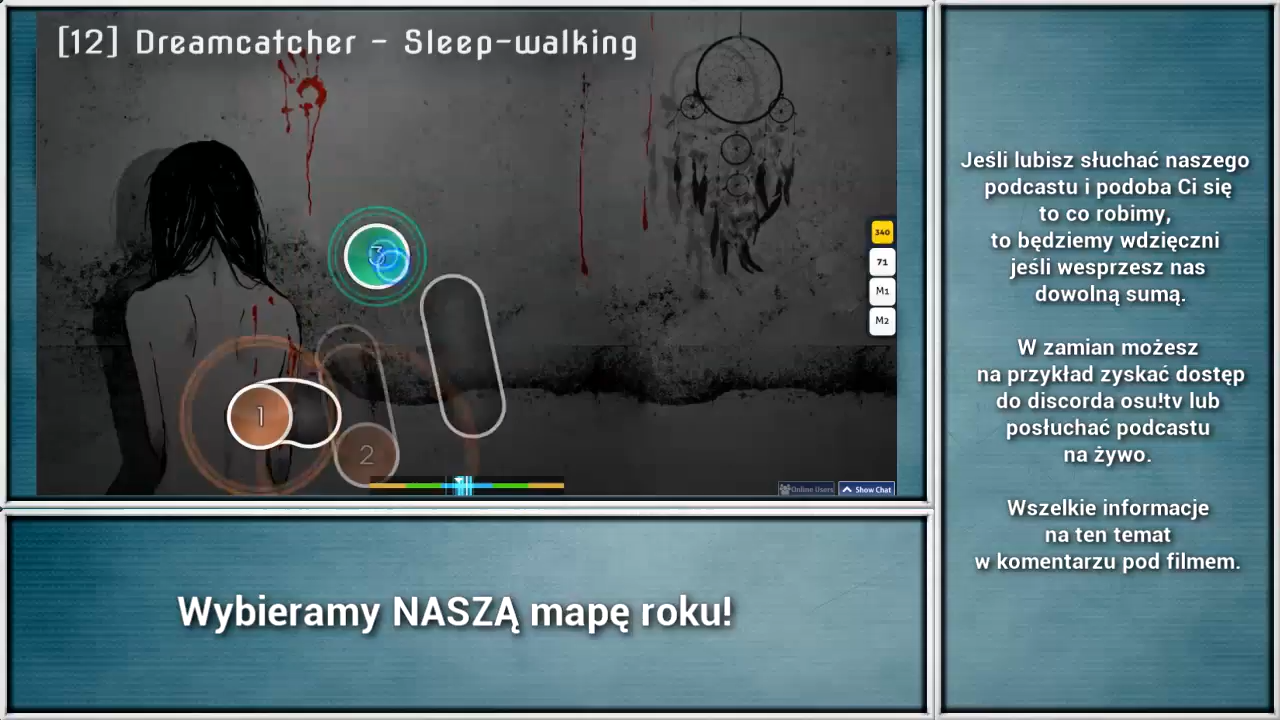 [12] Dreamcatcher - Sleep-walking
3
1
2
340
71
M1
M2
Online Users
Show Chat
Wybieramy NASZĄ mapę roku!
Jeśli lubisz słuchać naszego
podcastu i podoba Ci się
to co robimy,
to będziemy wdzięczni
jeśli wesprzesz nas
dowolną sumą.
W zamian możesz
na przykład zyskać dostęp
do discorda osu!tv lub
posłuchać podcastu
na żywo.
Wszelkie informacje
na ten temat
w komentarzu pod filmem.